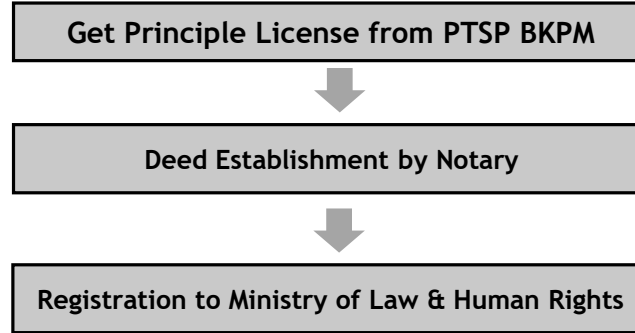 Get Principle License from PTSP BKPM
Deed Establishment by Notary
Registration to Ministry of Law & Human Rights